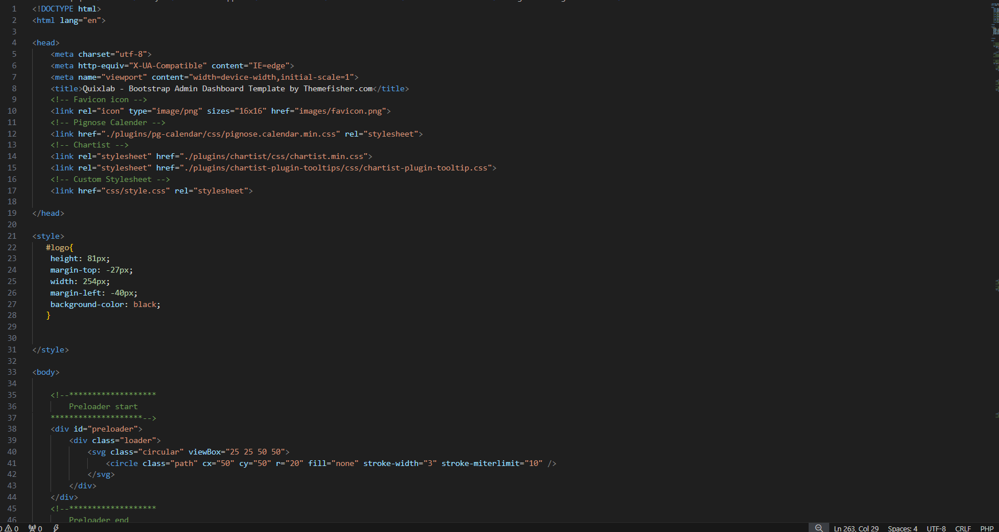 1 <!DOCTYPE html>
2 <html lang="en">
3
4 <head>
5     <meta charset="utf-8">
6     <meta http-equiv="X-UA-Compatible" content="IE=edge">
7     <meta name="viewport" content="width=device-width,initial-scale=1">
8     <title>Quixlab - Bootstrap Admin Dashboard Template by Themefisher.com</title>
9     <!-- Favicon icon -->
10     <link rel="icon" type="image/png" sizes="16x16" href="images/favicon.png">
11     <!-- Pignose Calender -->
12     <link href="./plugins/pg-calendar/css/pignose.calendar.min.css" rel="stylesheet">
13     <!-- Chartist -->
14     <link rel="stylesheet" href="./plugins/chartist/css/chartist.min.css">
15     <link rel="stylesheet" href="./plugins/chartist-plugin-tooltips/css/chartist-plugin-tooltip.css">
16     <!-- Custom Stylesheet -->
17     <link href="css/style.css" rel="stylesheet">
18
19 </head>
20
21 <style>
22    #logo{
23     height: 81px;
24     margin-top: -27px;
25     width: 254px;
26     margin-left: -40px;
27     background-color: black;
28    }
29
30
31 </style>
32
33 <body>
34
35     <!--*******************
36         Preloader start
37     ********************-->
38     <div id="preloader">
39         <div class="loader">
40             <svg class="circular" viewBox="25 25 50 50">
41                 <circle class="path" cx="50" cy="50" r="20" fill="none" stroke-width="3" stroke-miterlimit="10" />
42             </svg>
43         </div>
44     </div>
45     <!--*******************
46         Preloader end
0 0 Ln 263, Col 29 Spaces: 4 UTF-8 CRLF PHP